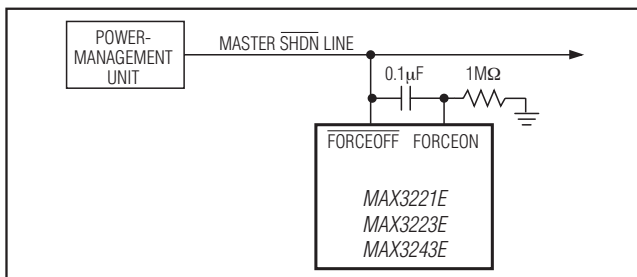 POWER-
MANAGEMENT
UNIT
MASTER SHDN LINE
0.1μF
1MΩ
FORCEOFF FORCEON
MAX3221E
MAX3223E
MAX3243E